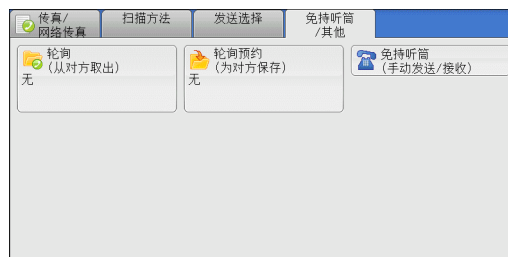 传真/
网络传真
扫描方法
发送选择
免持听筒
/其他
轮询
(从对方取出)
无
轮询预约
(为对方保存)
无
免持听筒
(手动发送/接收)